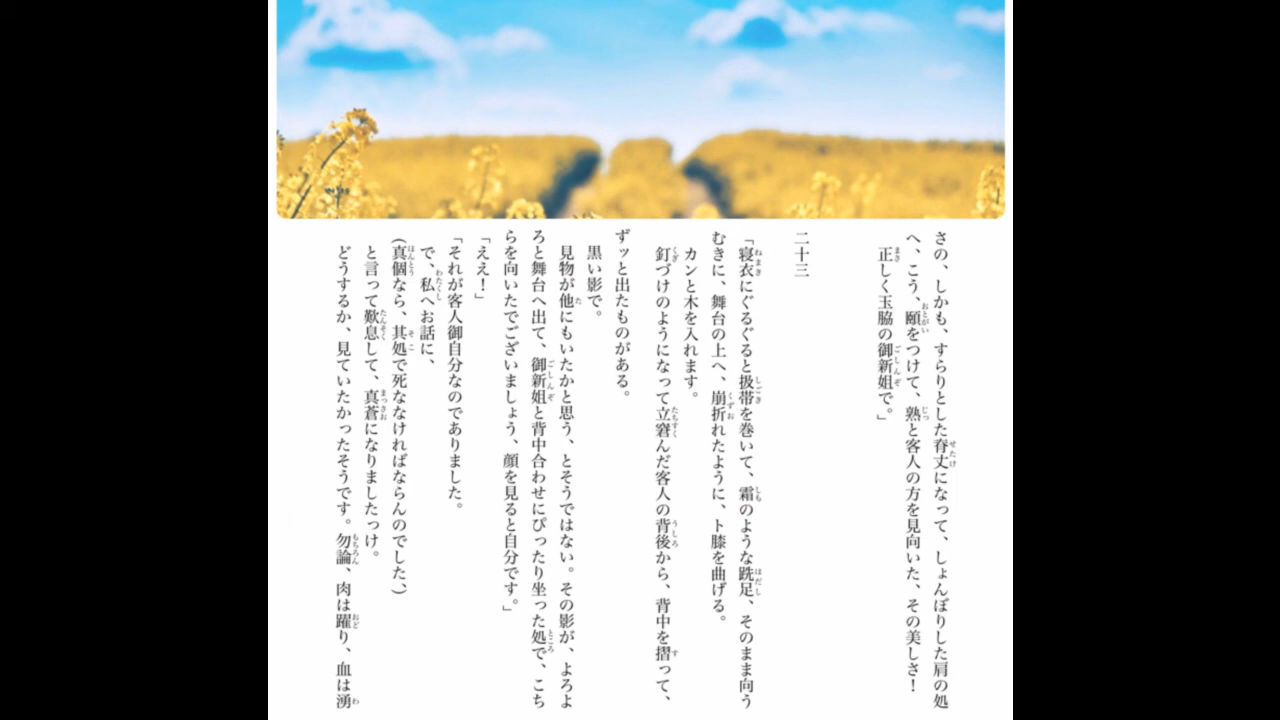 さの、しかも、すらりとした脊丈になって、しょんぼりした肩の処
へ、こう、頤をつけて、熟と客人の方を見向いた、その美しさ！
正しく玉脇の御新姐で。」
二十三
「寝衣にぐるぐると扱帯を巻いて、霜のような跣足、そのまま向う
むきに、舞台の上へ、崩折れたように、ト膝を曲げる。
カンと木を入れます。
釘づけのようになって立窘んだ客人の背後から、背中を摺って、
ずッと出たものがある。
黒い影で。
見物が他にもいたかと思う、とそうではない。その影が、よろよ
ろと舞台へ出て、御新姐と背中合わせにぴったり坐った処で、こち
らを向いたでございましょう、顔を見ると自分です。」
「ええ！」
「それが客人御自分なのでありました。
で、私へお話に、
(真個なら、其処で死ななければならんのでした、)
と言って歎息して、真蒼になりましたっけ。
どうするか、見ていたかったそうです。勿論、肉は躍り、血は湧